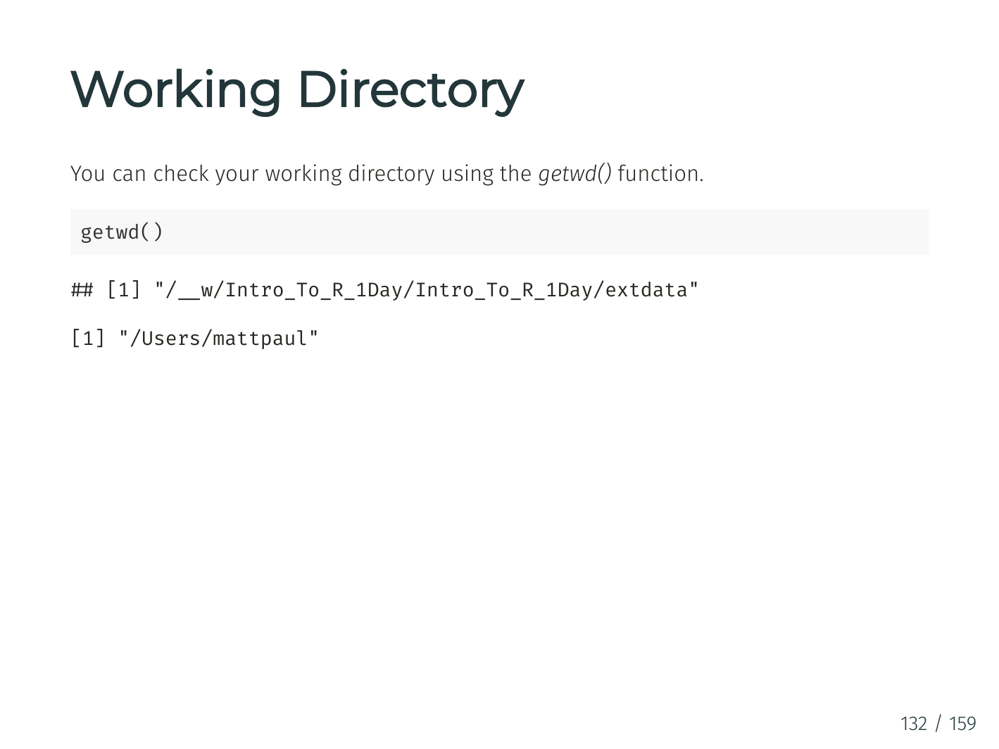 Working Directory
You can check your working directory using the getwd() function.
getwd()
## [1] "/__w/Intro_To_R_1Day/Intro_To_R_1Day/extdata"
[1] "/Users/mattpaul"
132 / 159